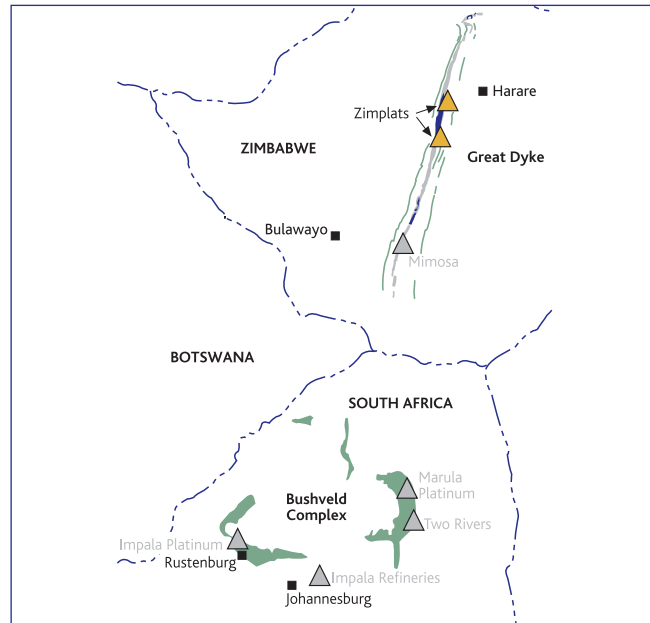 Harare
Zimplats
ZIMBABWE
Great Dyke
Bulawayo
Mimosa
BOTSWANA
SOUTH AFRICA
Marula
Platinum
Bushveld
Complex
Two Rivers
Impala Platinum
Rustenburg
Impala Refineries
Johannesburg